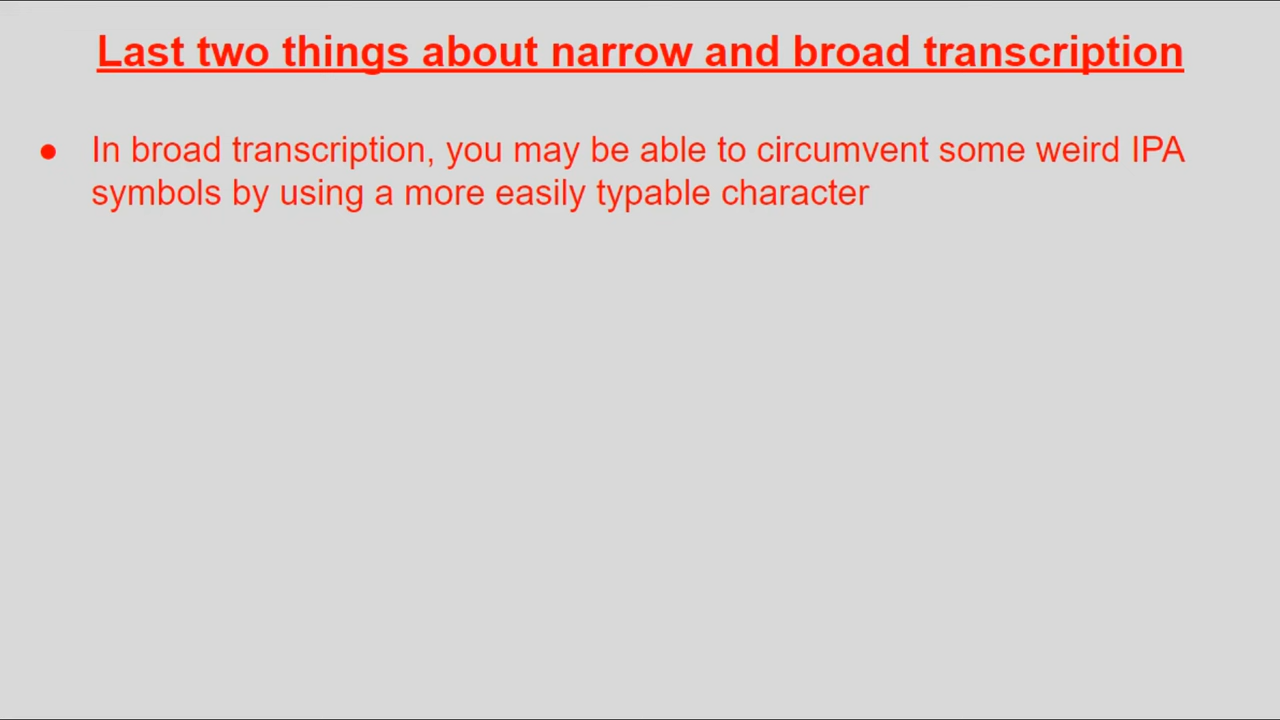 Last two things about narrow and broad transcription
● In broad transcription, you may be able to circumvent some weird IPA
symbols by using a more easily typable character